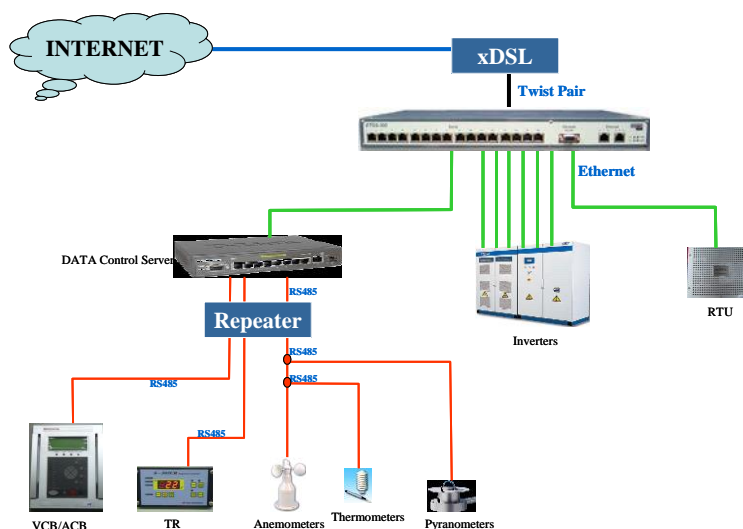 INTERNET
xDSL
Twist Pair
Ethernet
DATA Control Server
RS485
Repeater
RTU
Inverters
RS485
RS485
RS485
RS485
VCB/ACB
TR
Anemometers
Thermometers
Pyranometers